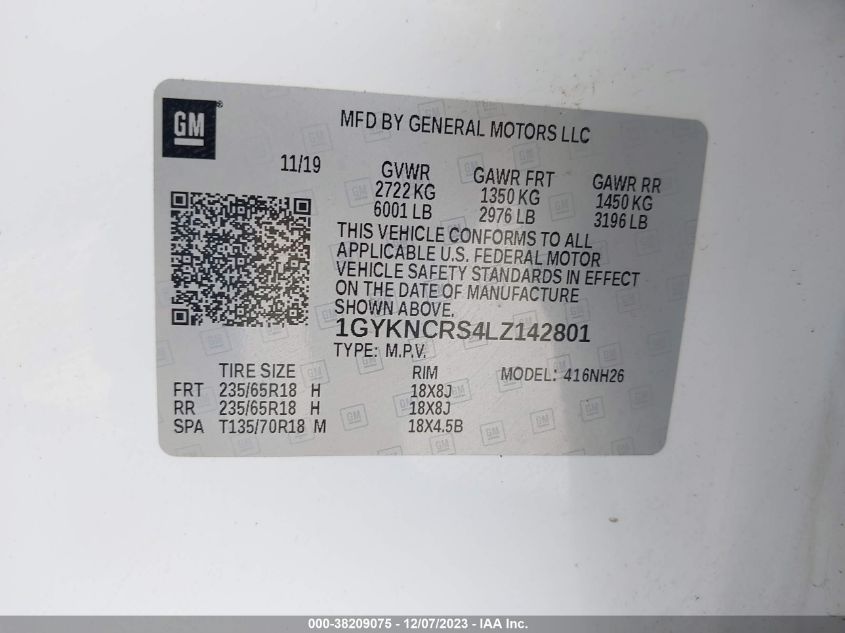 GM
MFD BY GENERAL MOTORS LLC
11/19
GVWR
2722 KG
6001 LB
GAWR FRT
1350 KG
2976 LB
GAWR RR
1450 KG
3196 LB
THIS VEHICLE CONFORMS TO ALL
APPLICABLE U.S. FEDERAL MOTOR
VEHICLE SAFETY STANDARDS IN EFFECT
ON THE DATE OF MANUFACTURE
SHOWN ABOVE.
1GYKNCRS4LZ142801
TYPE: M.P.V.
TIRE SIZE RIM MODEL: 416NH26
FRT 235/65R18 H 18X8J
RR 235/65R18 H 18X8J
SPA T135/70R18 M 18X4.5B
000-38209075 - 12/07/2023 - IAA Inc.